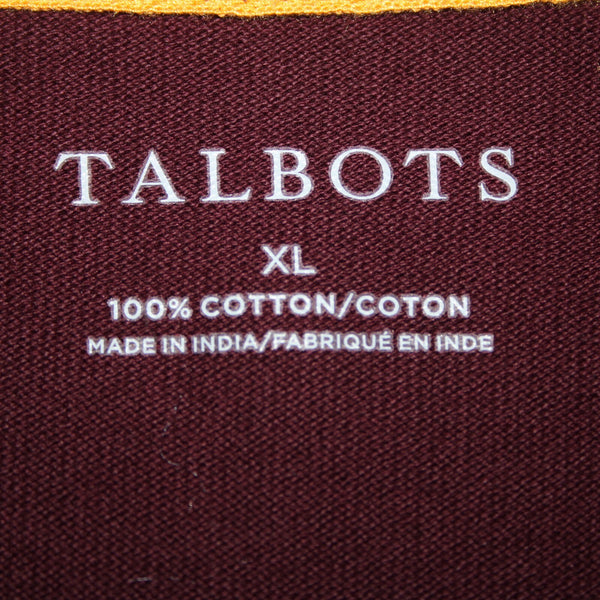 TALBOTS
XL
100% COTTON/COTON
MADE IN INDIA/FABRIQUÉ EN INDE